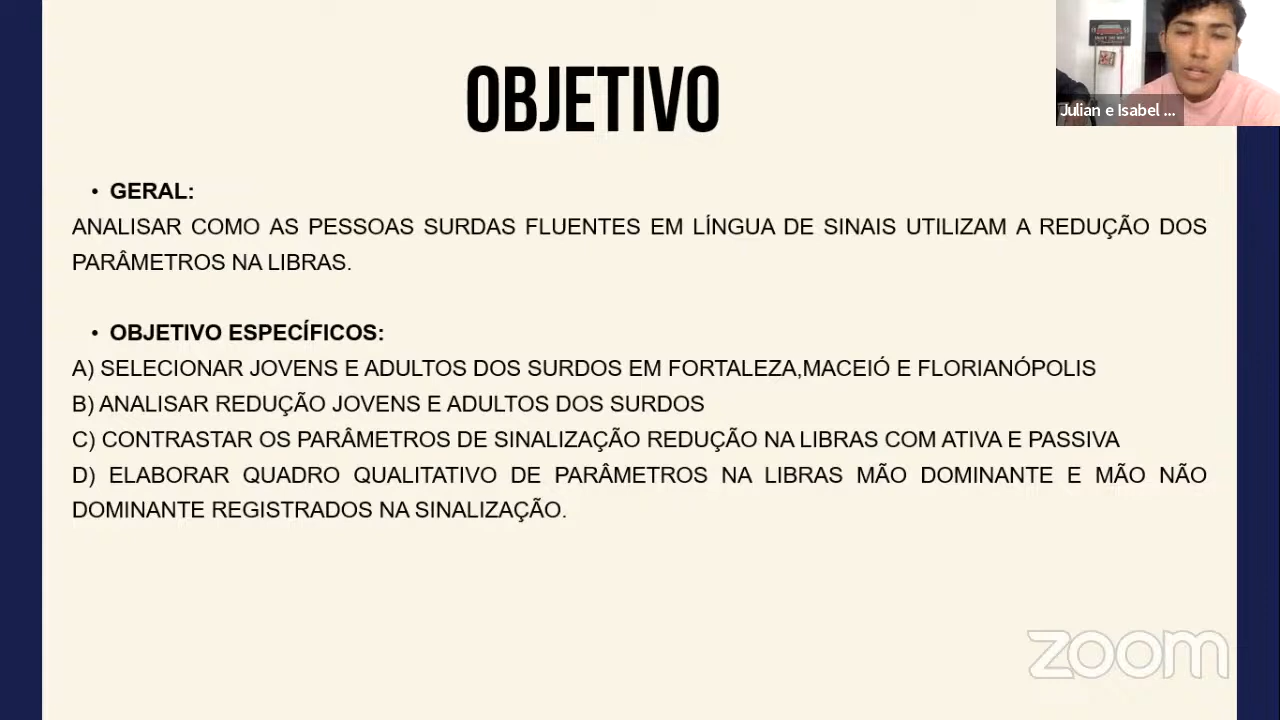 OBJETIVO
Julian e Isabel ...
• GERAL:
ANALISAR COMO AS PESSOAS SURDAS FLUENTES EM LÍNGUA DE SINAIS UTILIZAM A REDUÇÃO DOS
PARÂMETROS NA LIBRAS.
• OBJETIVO ESPECÍFICOS:
A) SELECIONAR JOVENS E ADULTOS DOS SURDOS EM FORTALEZA,MACEIÓ E FLORIANÓPOLIS
B) ANALISAR REDUÇÃO JOVENS E ADULTOS DOS SURDOS
C) CONTRASTAR OS PARÂMETROS DE SINALIZAÇÃO REDUÇÃO NA LIBRAS COM ATIVA E PASSIVA
D) ELABORAR QUADRO QUALITATIVO DE PARÂMETROS NA LIBRAS MÃO DOMINANTE E MÃO NÃO
DOMINANTE REGISTRADOS NA SINALIZAÇÃO.
zoom